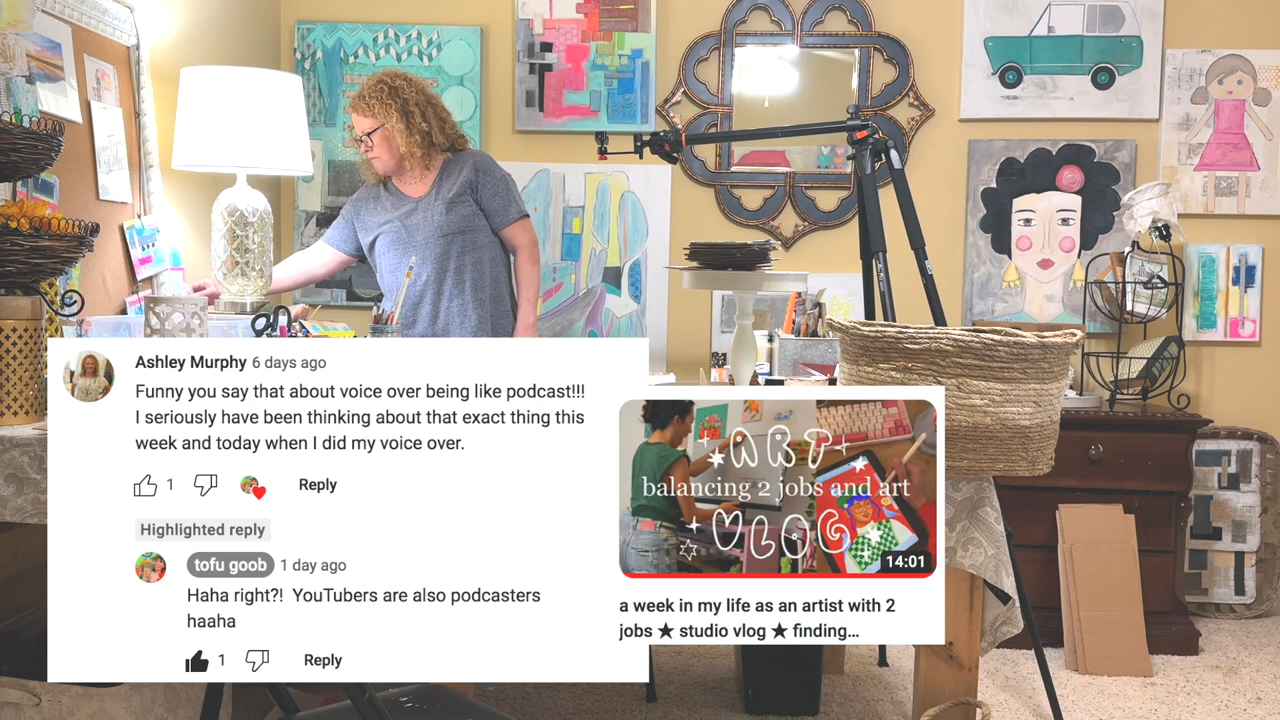 Ashley Murphy 6 days ago
Funny you say that about voice over being like podcast!!!
I seriously have been thinking about that exact thing this
week and today when I did my voice over.
1
Reply
Highlighted reply
tofu goob 1 day ago
Haha right?! YouTubers are also podcasters
haaha
1
Reply
ART
balancing 2 jobs and art
VLOG
14:01
a week in my life as an artist with 2
jobs ★ studio vlog ★ finding...